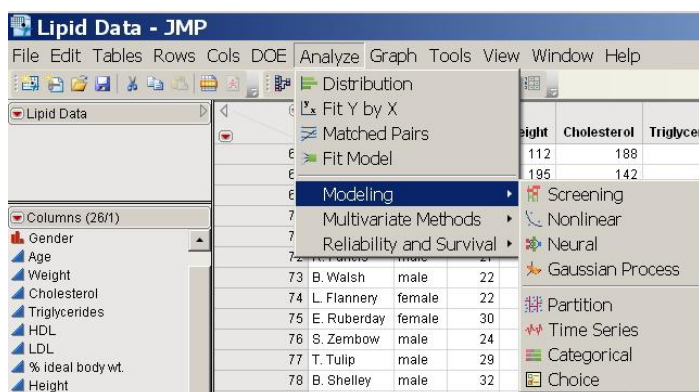 Lipid Data - JMP
File Edit Tables Rows Cols DOE Analyze Graph Tools View Window Help
Distribution
Fit Y by X
Matched Pairs
Fit Model
Modeling
Multivariate Methods
Reliability and Survival
Screening
Nonlinear
Neural
Gaussian Process
Partition
Time Series
Categorical
Choice
Lipid Data
Columns (26/1)
Gender
Age
Weight
Cholesterol
Triglycerides
HDL
LDL
% ideal body wt.
Height
Cholesterol
112 188
195 142
73 B. Walsh male 22
74 L. Flannery female 22
75 E. Ruberday female 30
76 S. Zembow male 24
77 T. Tulip male 29
78 B. Shelley male 32